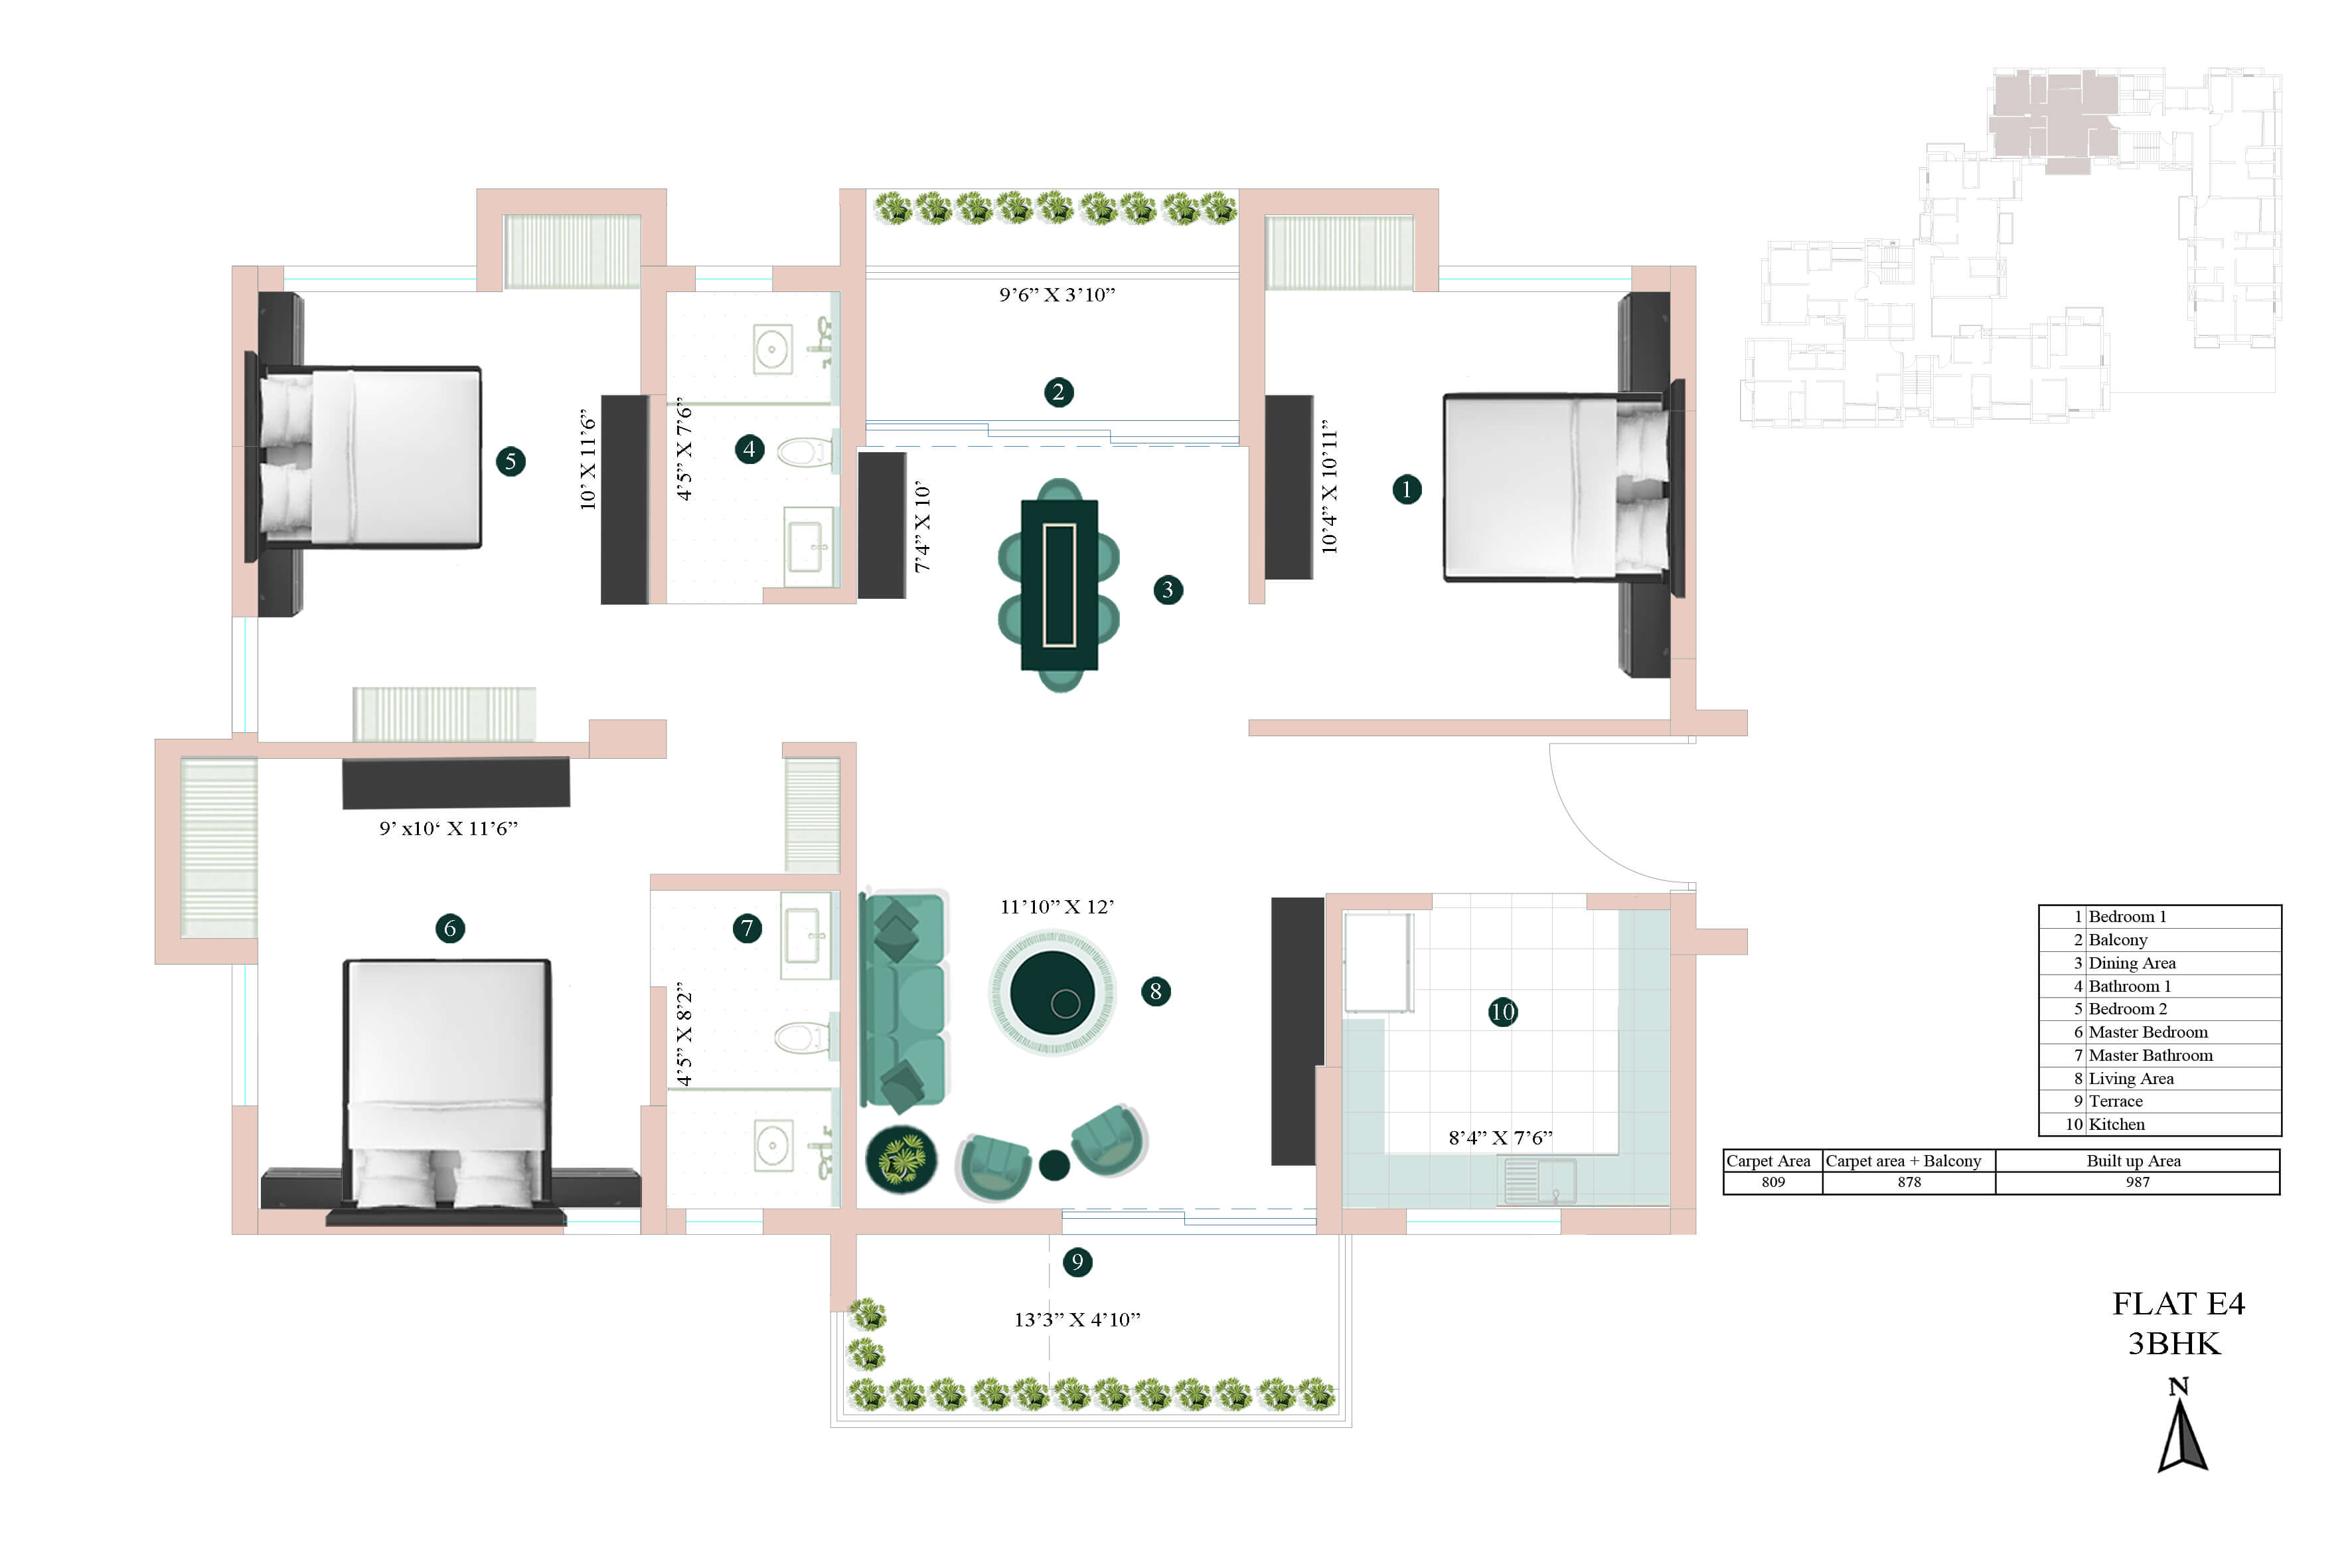 9’6” X 3’10”
2
5
10’ X 11’6”
4’5” X 7’6”
4
7’4” X 10’
3
10’4” X 10’11”
1
9’ x10‘ X 11’6”
6
7
4’5” X 8’2”
11’10” X 12’
8
10
8’4” X 7’6”
9
13’3” X 4’10”
1 Bedroom 1
2 Balcony
3 Dining Area
4 Bathroom 1
5 Bedroom 2
6 Master Bedroom
7 Master Bathroom
8 Living Area
9 Terrace
10 Kitchen
Carpet Area Carpet area + Balcony Built up Area
809 878 987
FLAT E4
3BHK
N